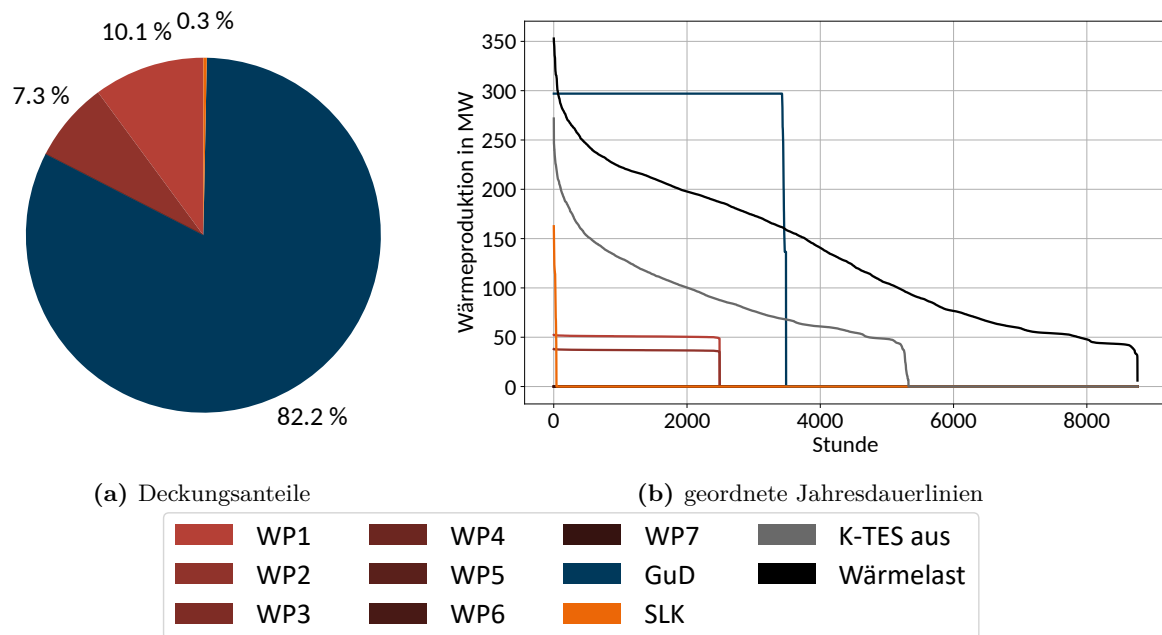 0.3 %
10.1 %
7.3 %
82.2 %
Wärmeproduktion in MW
350
300
250
200
150
100
50
0
0 2000 4000 6000 8000
Stunde
(a) Deckungsanteile
(b) geordnete Jahresdauerlinien
WP1 WP4 WP7 K-TES aus
WP2 WP5 GuD Wärmelast
WP3 WP6 SLK